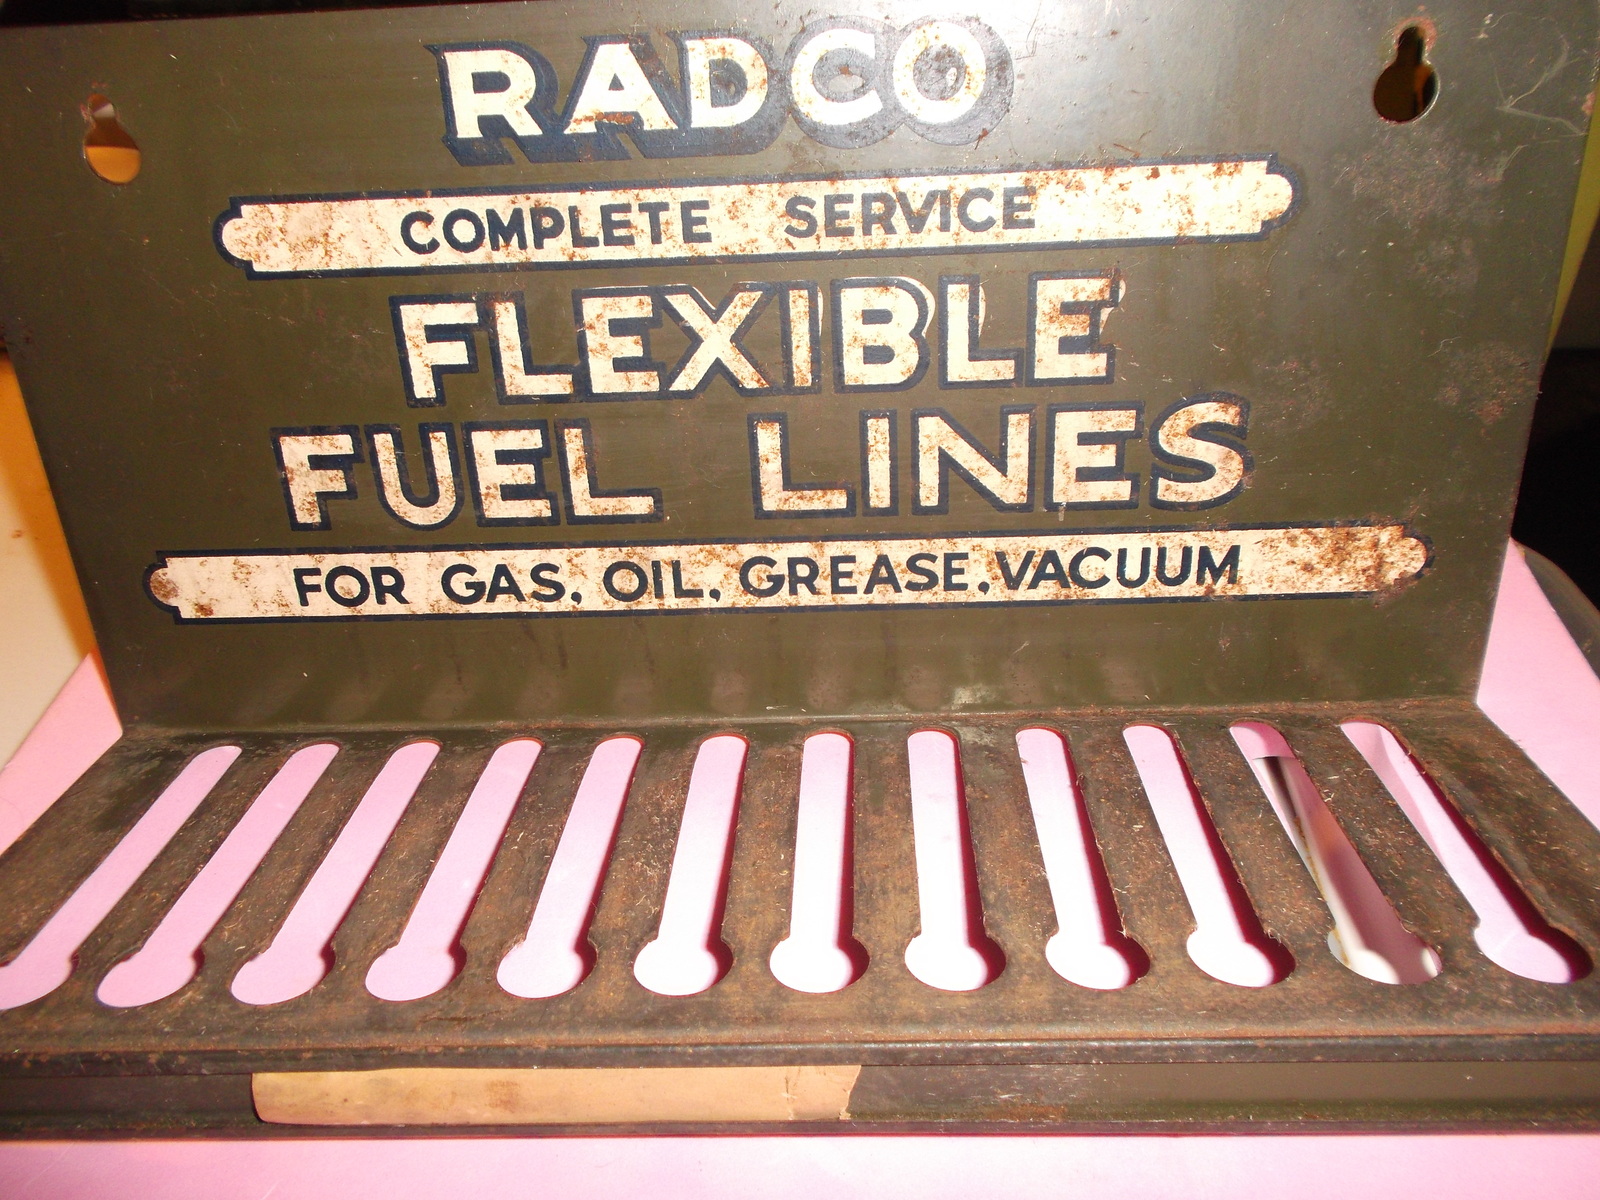 RADCO
COMPLETE SERVICE
FLEXIBLE
FUEL LINES
FOR GAS, OIL, GREASE, VACUUM